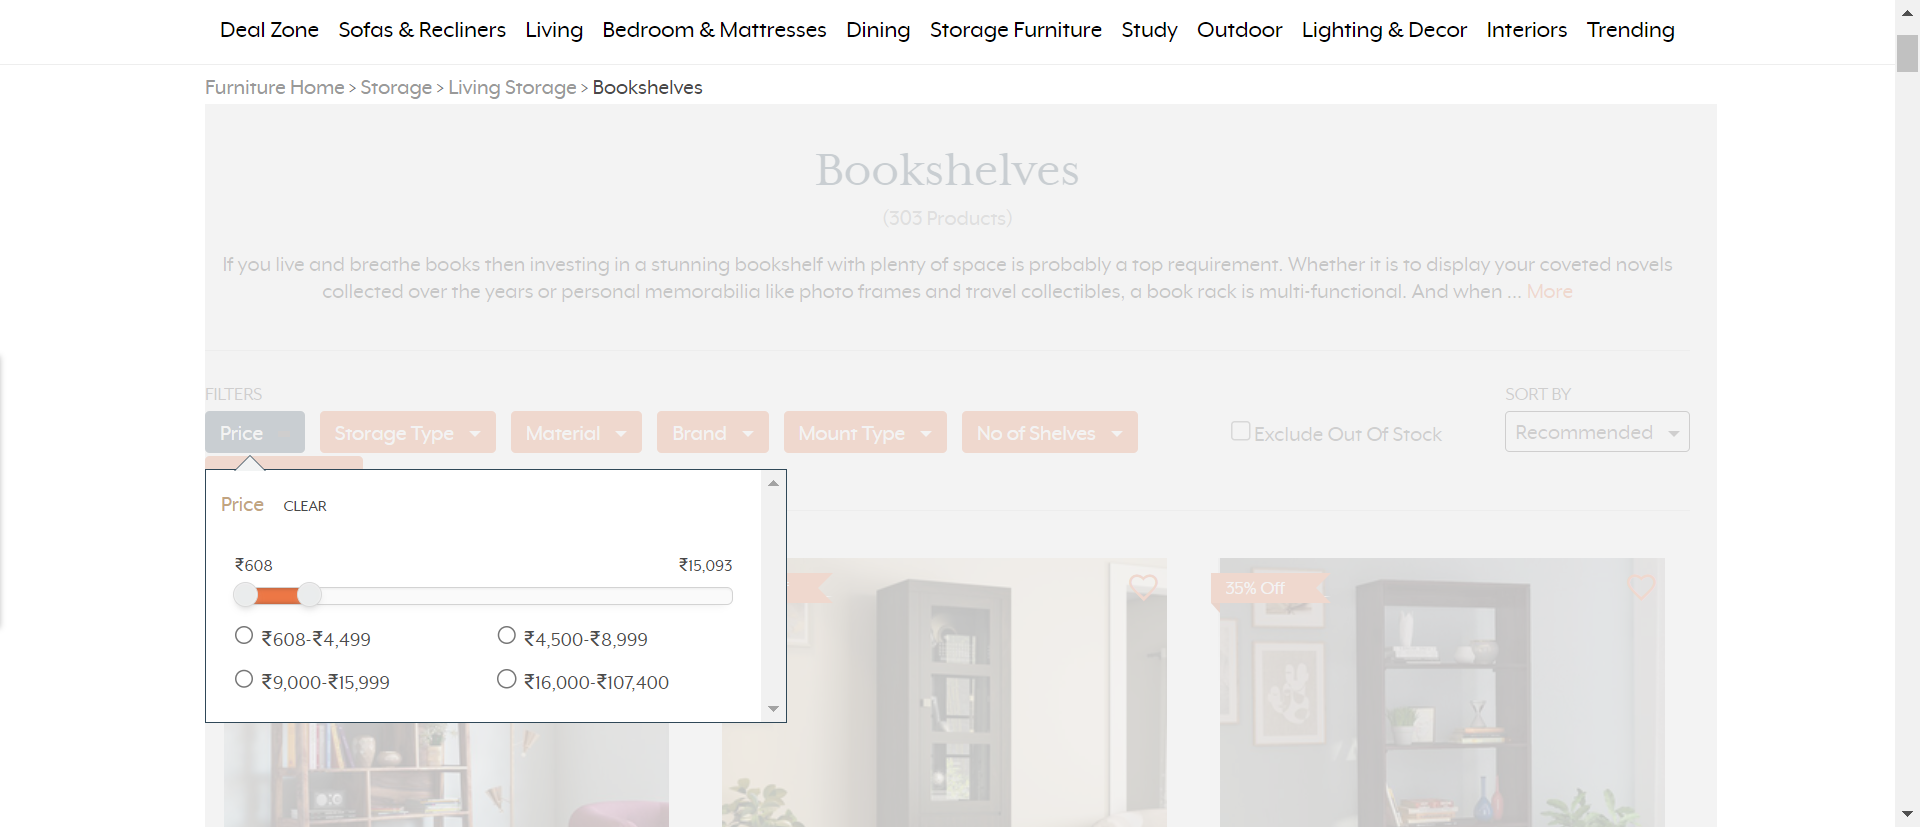 Deal Zone Sofas & Recliners Living Bedroom & Mattresses Dining Storage Furniture Study Outdoor Lighting & Decor Interiors Trending
Furniture Home > Storage > Living Storage > Bookshelves
Bookshelves
(303 Products)
If you live and breathe books then investing in a stunning bookshelf with plenty of space is probably a top requirement. Whether it is to display your coveted novels
collected over the years or personal memorabilia like photo frames and travel collectibles, a book rack is multi-functional. And when ... More
FILTERS
SORT BY
Price Storage Type Material Brand Mount Type No of Shelves Exclude Out Of Stock Recommended
Price CLEAR
₹608 ₹15,093
₹608-₹4,499 ₹4,500-₹8,999
₹9,000-₹15,999 ₹16,000-₹107,400
35% Off